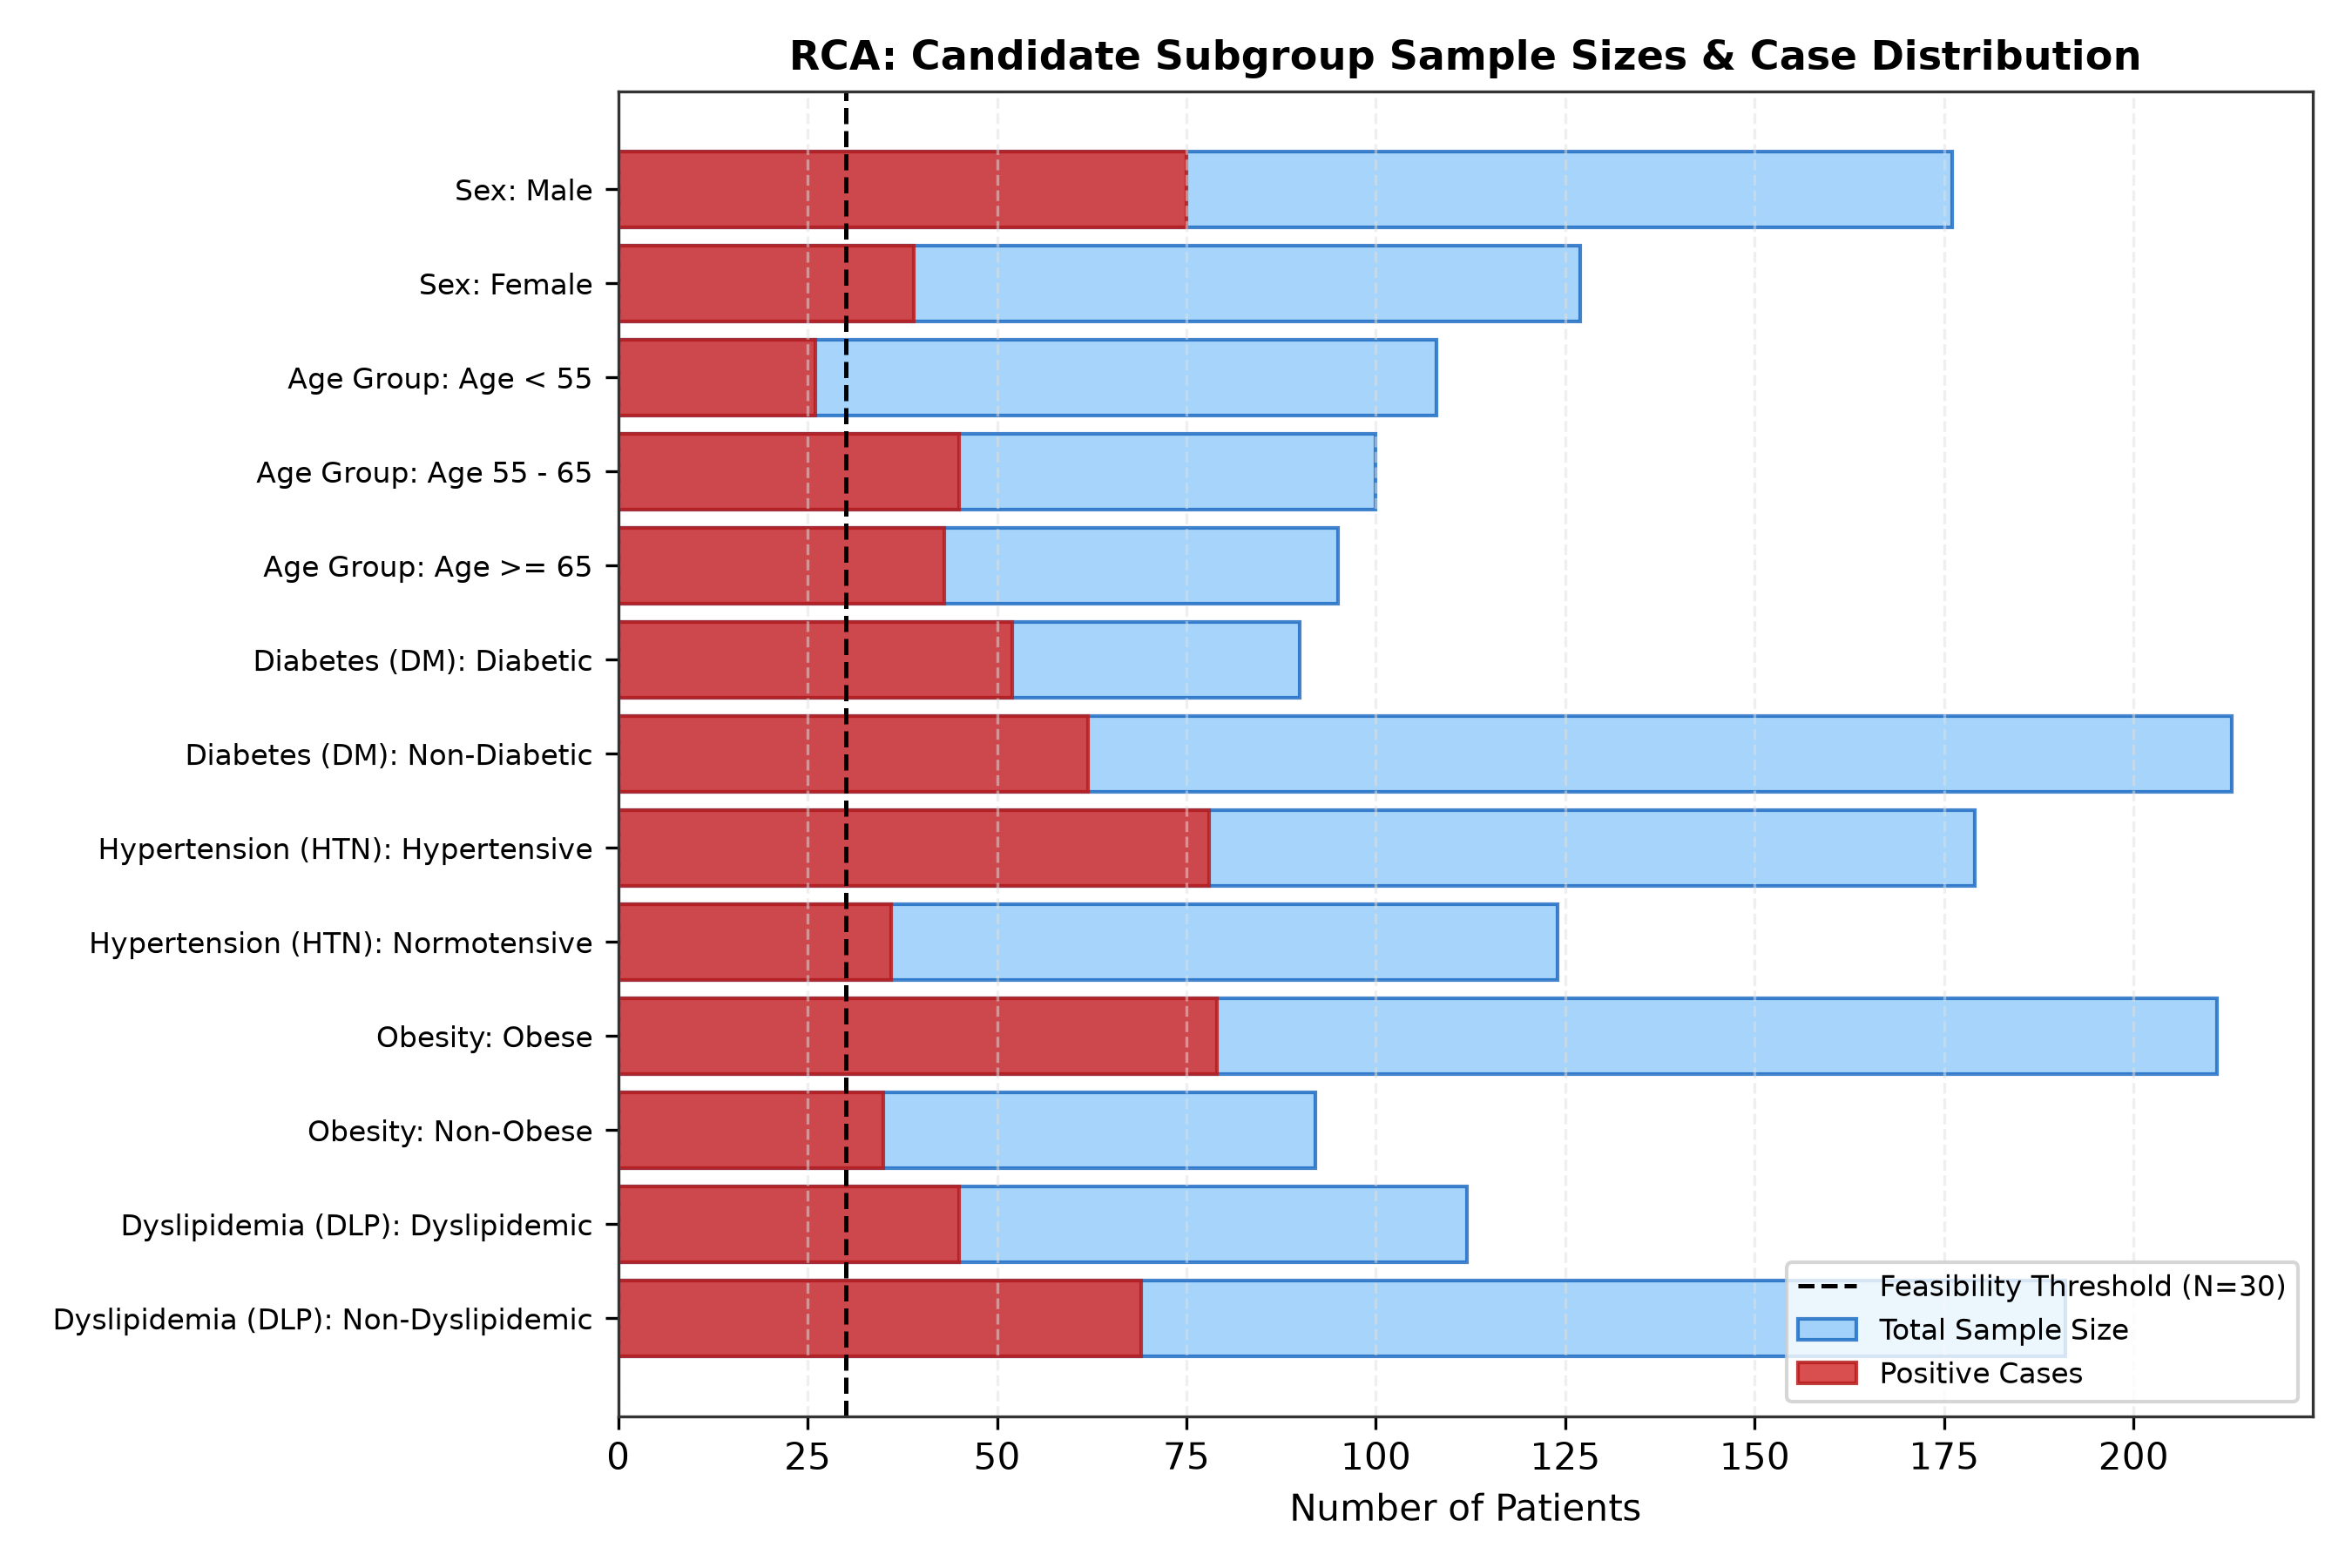 RCA: Candidate Subgroup Sample Sizes & Case Distribution
Sex: Male
Sex: Female
Age Group: Age < 55
Age Group: Age 55 - 65
Age Group: Age >= 65
Diabetes (DM): Diabetic
Diabetes (DM): Non-Diabetic
Hypertension (HTN): Hypertensive
Hypertension (HTN): Normotensive
Obesity: Obese
Obesity: Non-Obese
Dyslipidemia (DLP): Dyslipidemic
Dyslipidemia (DLP): Non-Dyslipidemic
Feasibility Threshold (N=30)
Total Sample Size
Positive Cases
0 25 50 75 100 125 150 175 200
Number of Patients